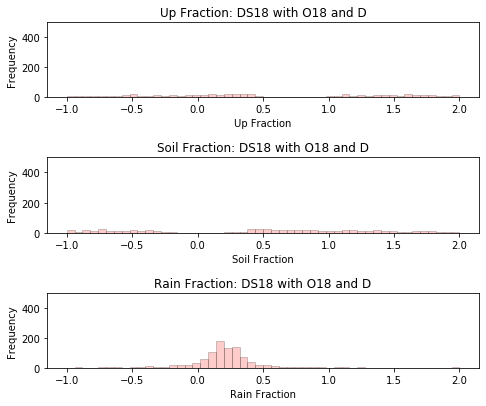 Up Fraction: DS18 with O18 and D
400
200
0
Frequency
−1.0 −0.5 0.0 0.5 1.0 1.5 2.0
Up Fraction
Soil Fraction: DS18 with O18 and D
400
200
0
Frequency
−1.0 −0.5 0.0 0.5 1.0 1.5 2.0
Soil Fraction
Rain Fraction: DS18 with O18 and D
400
200
0
Frequency
−1.0 −0.5 0.0 0.5 1.0 1.5 2.0
Rain Fraction